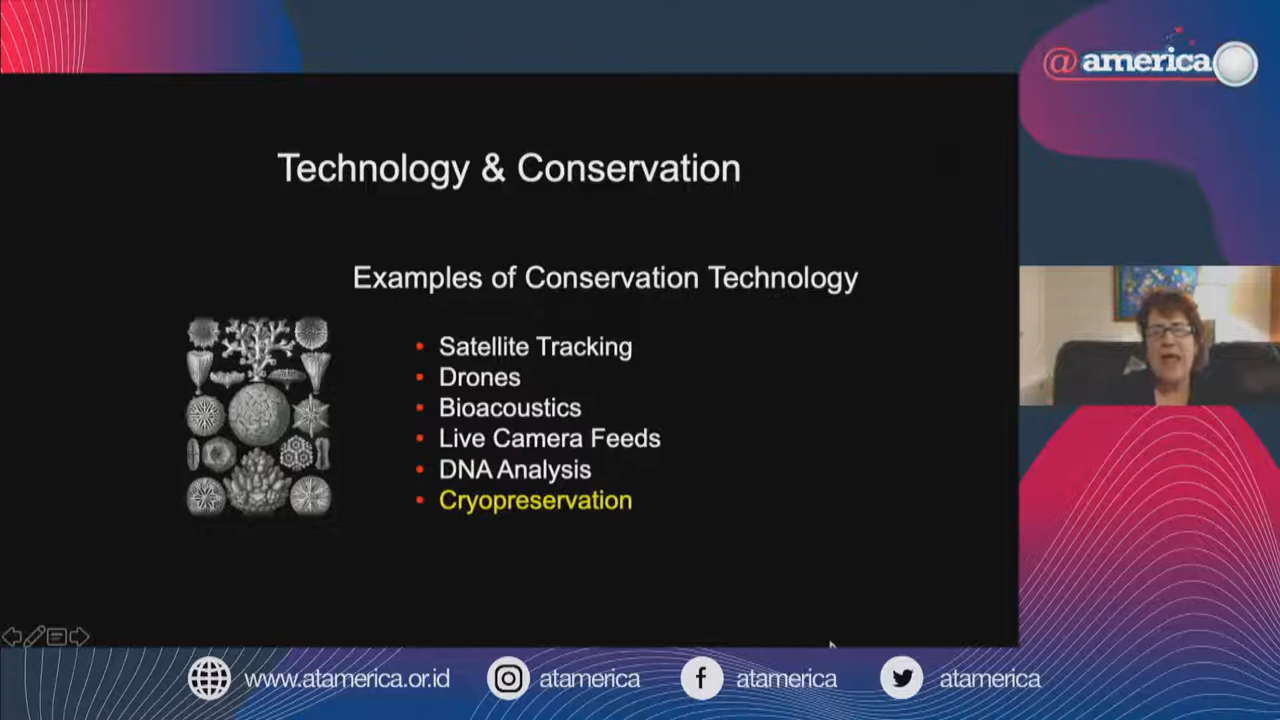 @america
Technology & Conservation
Examples of Conservation Technology
• Satellite Tracking
• Drones
• Bioacoustics
• Live Camera Feeds
• DNA Analysis
• Cryopreservation
www.atamerica.or.id
atamerica
atamerica
atamerica